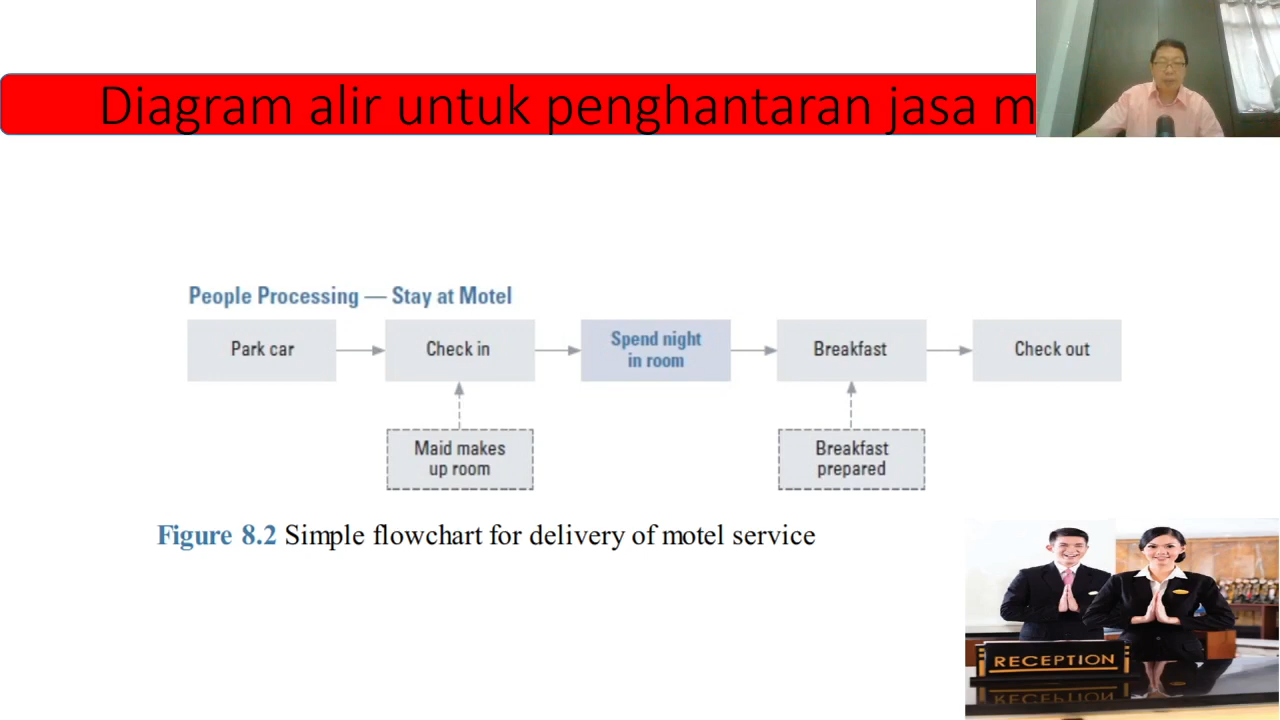 Diagram alir untuk penghantaran jasa
People Processing — Stay at Motel
Park car
Check in
Spend night
in room
Breakfast
Check out
Maid makes
up room
Breakfast
prepared
Figure 8.2 Simple flowchart for delivery of motel service
RECEPTION